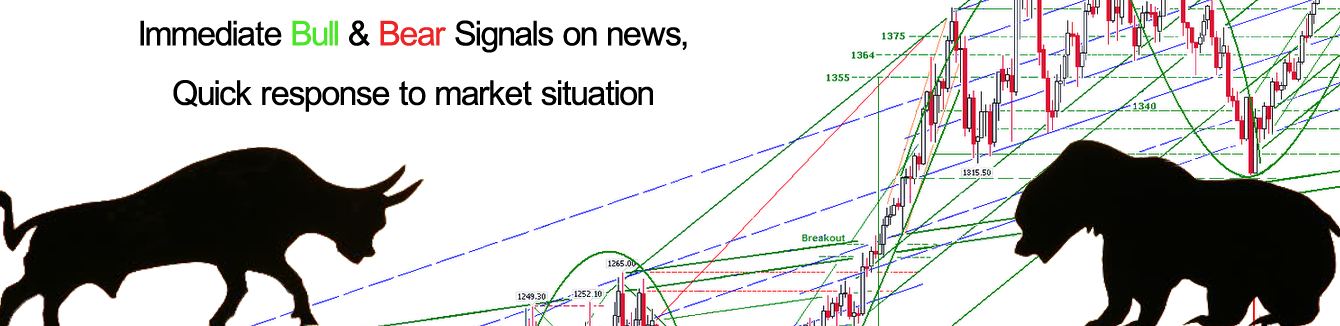 Immediate Bull & Bear Signals on news,
Quick response to market situation
1375
1364
1355
1340
1315.50
Breakout
1265.00
1249.30
1252.10